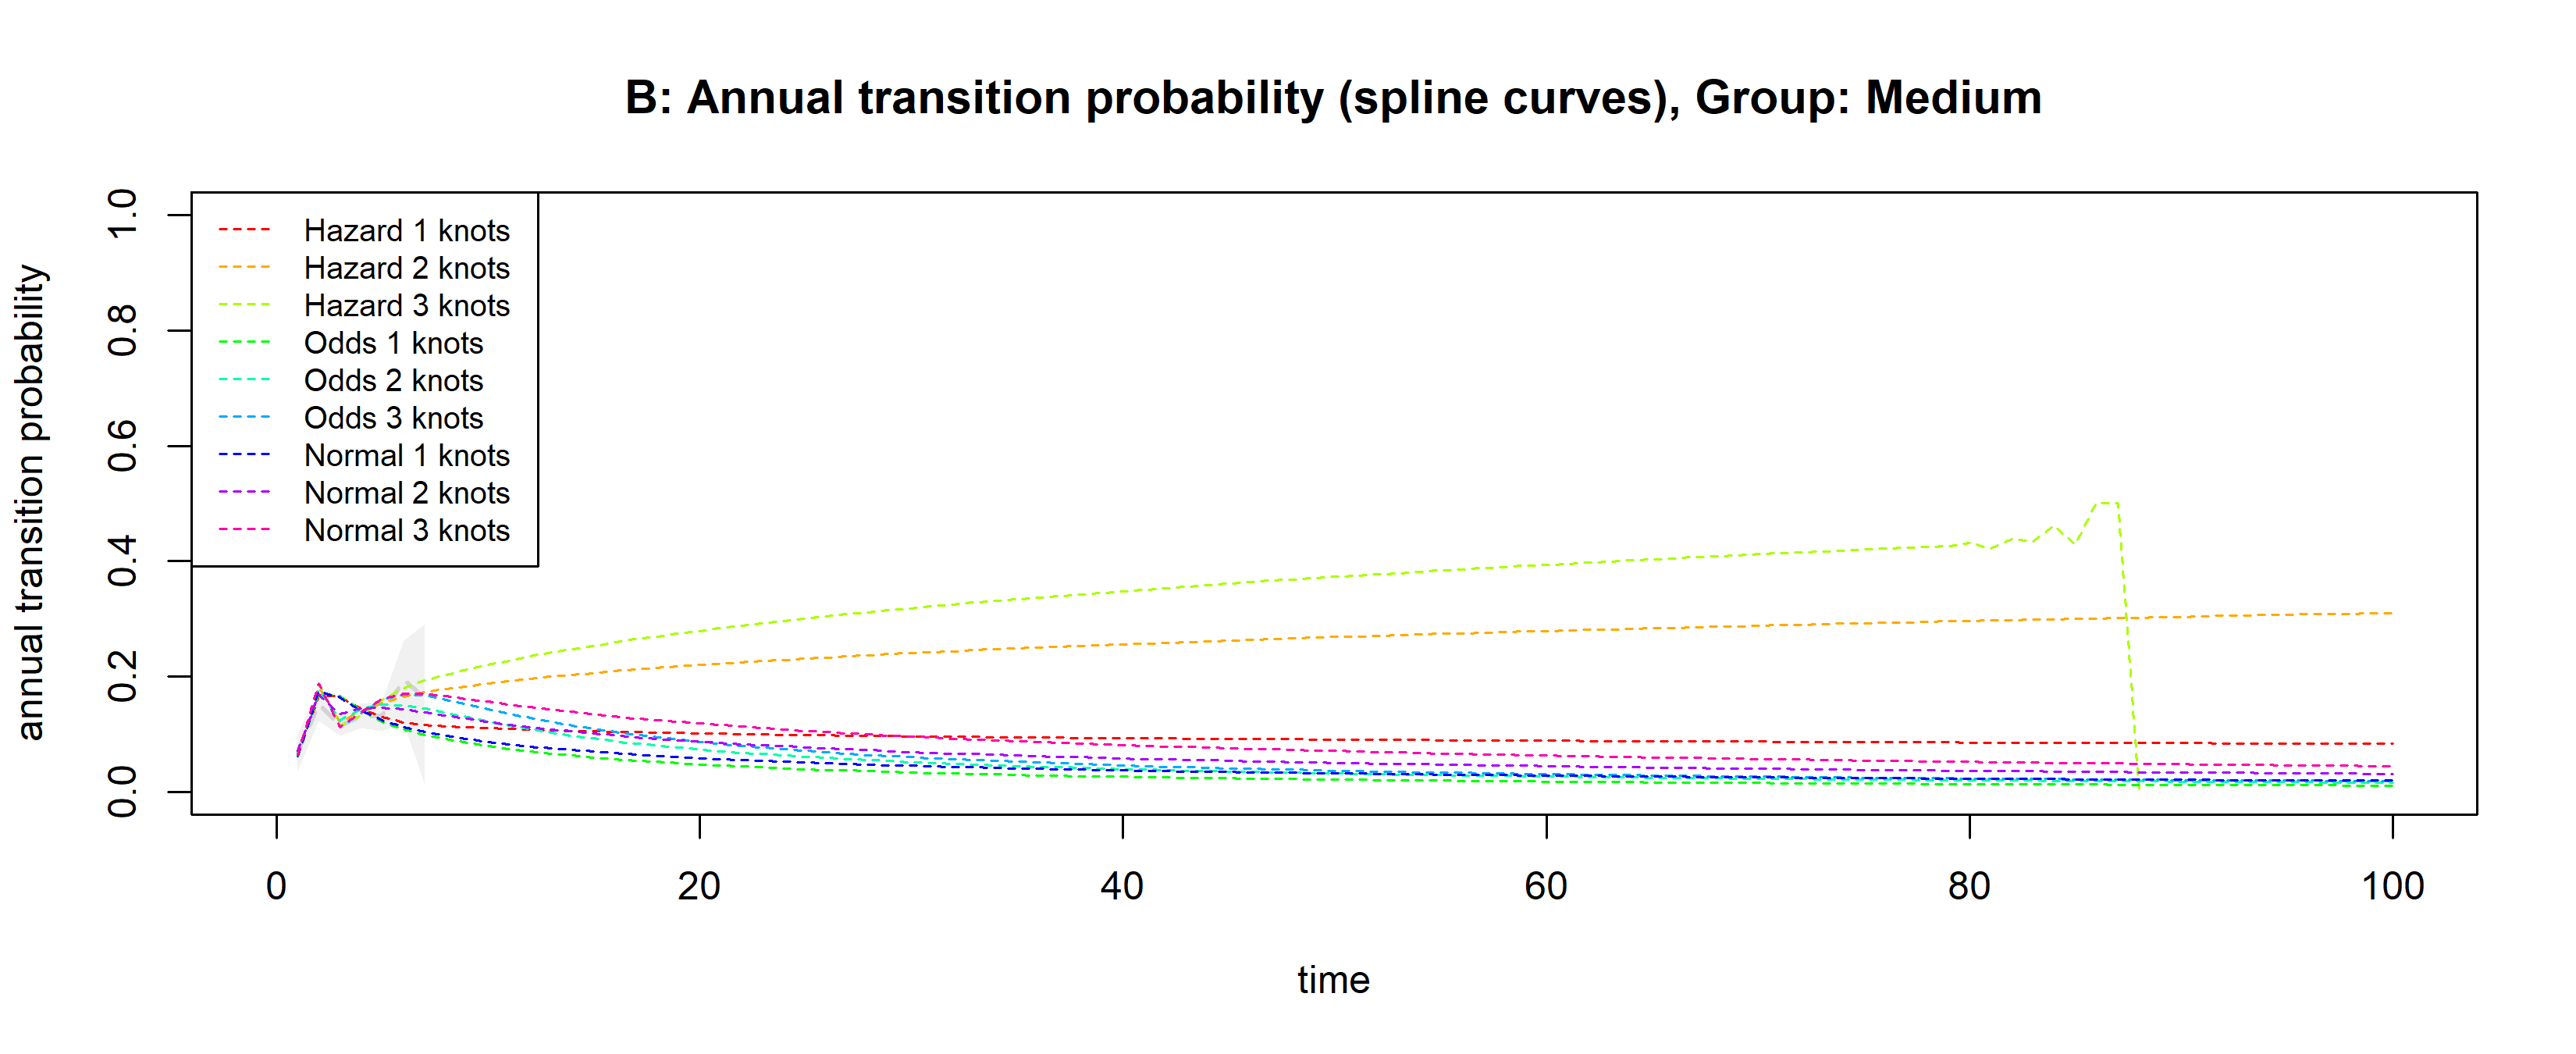 B: Annual transition probability (spline curves), Group: Medium
annual transition probability
1.0
0.8
0.6
0.4
0.2
0.0
Hazard 1 knots
Hazard 2 knots
Hazard 3 knots
Odds 1 knots
Odds 2 knots
Odds 3 knots
Normal 1 knots
Normal 2 knots
Normal 3 knots
0 20 40 60 80 100
time